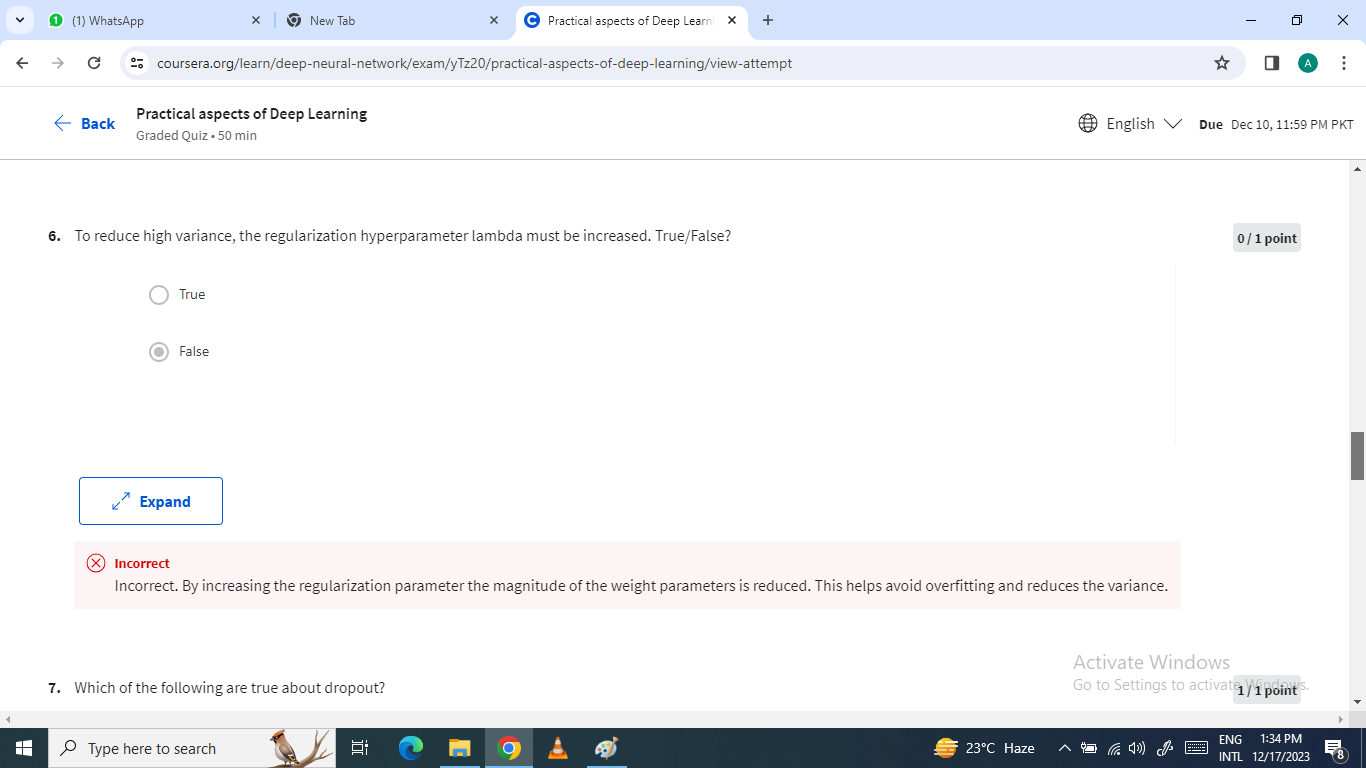 1 (1) WhatsApp
New Tab
C Practical aspects of Deep Learni
coursera.org/learn/deep-neural-network/exam/yTz20/practical-aspects-of-deep-learning/view-attempt
A
Back
Practical aspects of Deep Learning
Graded Quiz • 50 min
English
Due Dec 10, 11:59 PM PKT
6. To reduce high variance, the regularization hyperparameter lambda must be increased. True/False?
0 / 1 point
True
False
Expand
Incorrect
Incorrect. By increasing the regularization parameter the magnitude of the weight parameters is reduced. This helps avoid overfitting and reduces the variance.
Activate Windows
Go to Settings to activate Windows.
7. Which of the following are true about dropout?
1 / 1 point
Type here to search
23°C Haze
ENG
INTL
1:34 PM
12/17/2023
8